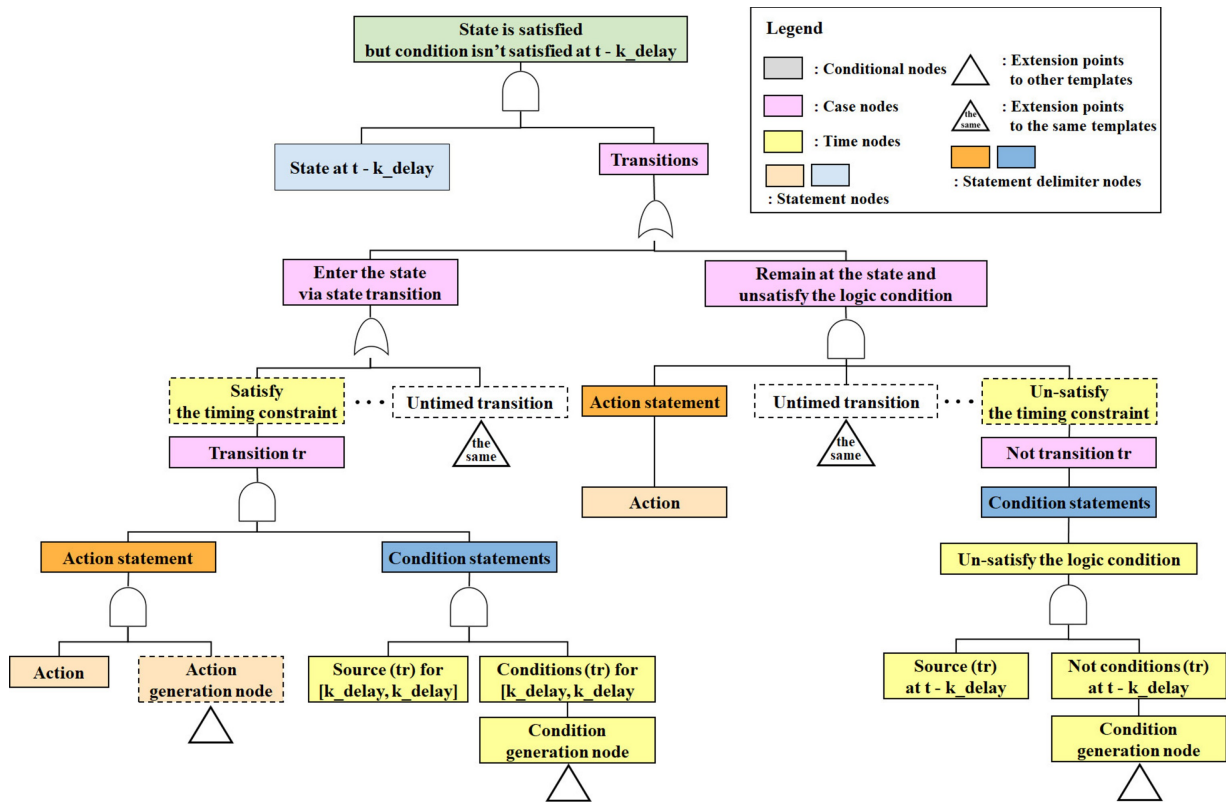 State is satisfied
but condition isn't satisfied at t - k_delay
State at t - k_delay
Transitions
Legend
: Conditional nodes
: Case nodes
: Time nodes
: Statement nodes
: Extension points
to other templates
the
same
: Extension points
to the same templates
: Statement delimiter nodes
Enter the state
via state transition
Remain at the state and
unsatisfy the logic condition
Satisfy
the timing constraint
• • •
Untimed transition
the
same
Action statement
Untimed transition
the
same
• • •
Un-satisfy
the timing constraint
Transition tr
Not transition tr
Action
Condition statements
Action statement
Condition statements
Un-satisfy the logic condition
Action
Action
generation node
Source (tr) for
[k_delay, k_delay]
Conditions (tr) for
[k_delay, k_delay
Condition
generation node
Source (tr)
at t - k_delay
Not conditions (tr)
at t - k_delay
Condition
generation node